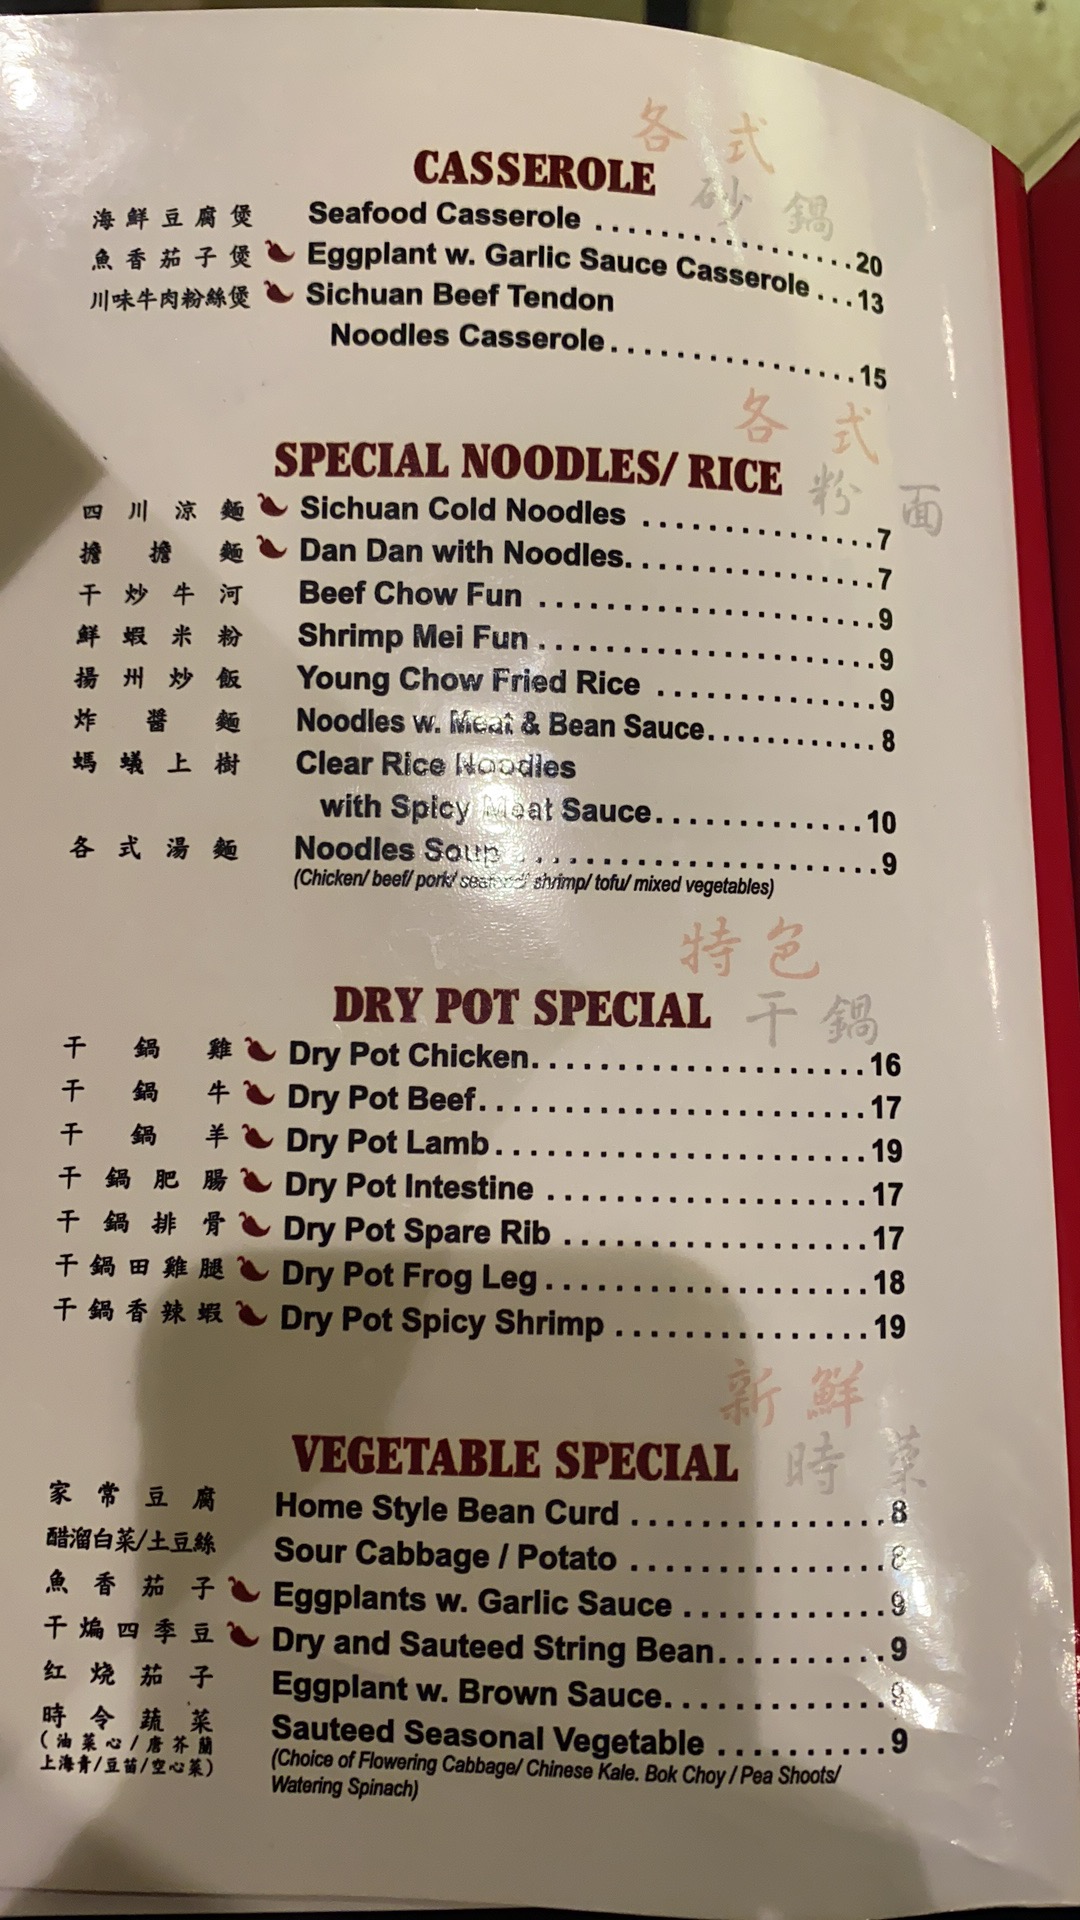 各式
砂鍋
CASSEROLE
海鮮豆腐煲 Seafood Casserole ................20
魚香茄子煲 Eggplant w. Garlic Sauce Casserole ...13
川味牛肉粉絲煲 Sichuan Beef Tendon
Noodles Casserole................15
各式
粉面
SPECIAL NOODLES/ RICE
四川涼麵 Sichuan Cold Noodles ..............7
擔擔麵 Dan Dan with Noodles................7
干炒牛河 Beef Chow Fun .....................9
鮮蝦米粉 Shrimp Mei Fun .....................9
揚州炒飯 Young Chow Fried Rice ..............9
炸醬麵 Noodles w. Meat & Bean Sauce............8
螞蟻上樹 Clear Rice Noodles
with Spicy Meat Sauce.............10
各式湯麵 Noodles Soup ......................9
(Chicken/ beef/ pork/ seafood/ shrimp/ tofu/ mixed vegetables)
特色
干鍋
DRY POT SPECIAL
干鍋雞 Dry Pot Chicken.....................16
干鍋牛 Dry Pot Beef........................17
干鍋羊 Dry Pot Lamb.......................19
干鍋肥腸 Dry Pot Intestine ....................17
干鍋排骨 Dry Pot Spare Rib ...................17
干鍋田雞腿 Dry Pot Frog Leg....................18
干鍋香辣蝦 Dry Pot Spicy Shrimp ................19
新鮮
時菜
VEGETABLE SPECIAL
家常豆腐 Home Style Bean Curd ................8
醋溜白菜/土豆絲 Sour Cabbage / Potato ................8
魚香茄子 Eggplants w. Garlic Sauce ............9
干煸四季豆 Dry and Sauteed String Bean..........9
红烧茄子 Eggplant w. Brown Sauce..............9
時令蔬菜 Sauteed Seasonal Vegetable ..........9
(油菜心/唐芥蘭 (Choice of Flowering Cabbage/ Chinese Kale. Bok Choy / Pea Shoots/
上海青/豆苗/空心菜) Watering Spinach)